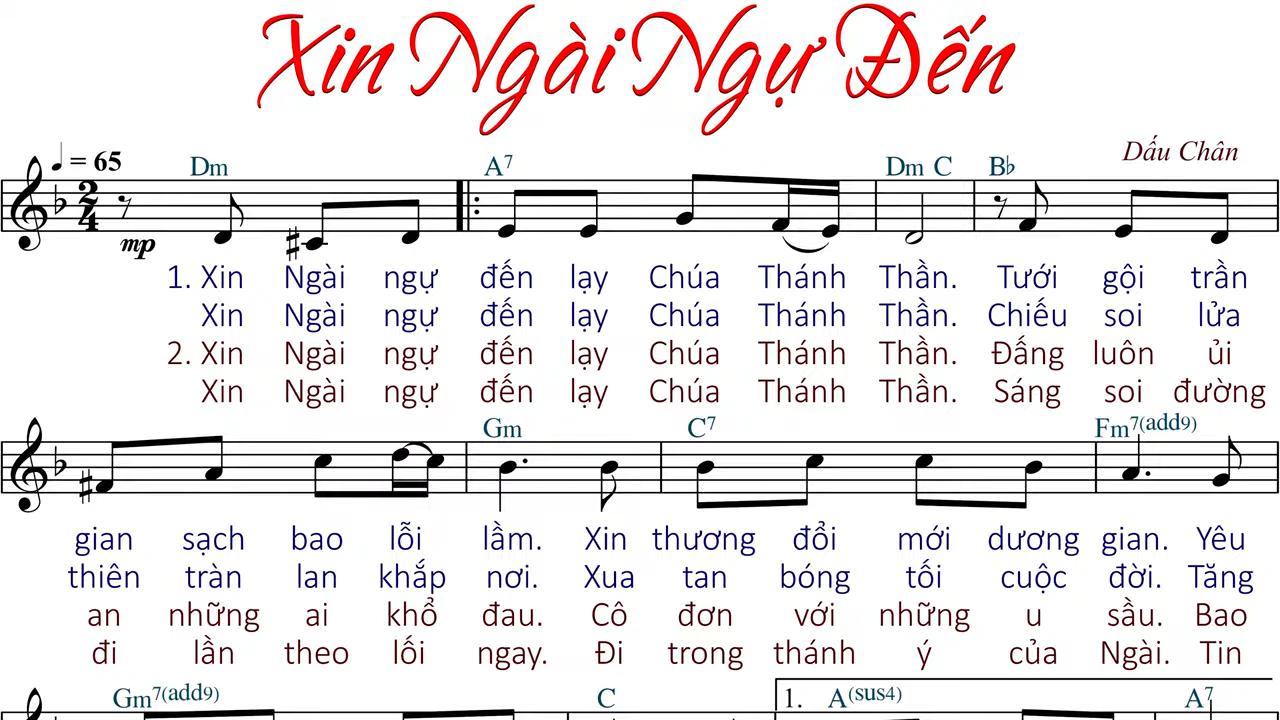 Xin Ngài Ngự Đến
Dấu Chân
♩ = 65 Dm A7 Dm C B♭
2/4
mp
1. Xin Ngài ngự đến lạy Chúa Thánh Thần. Tưới gội trần
Xin Ngài ngự đến lạy Chúa Thánh Thần. Chiếu soi lửa
2. Xin Ngài ngự đến lạy Chúa Thánh Thần. Đấng luôn ủi
Xin Ngài ngự đến lạy Chúa Thánh Thần. Sáng soi đường
Gm C7 Fm7(add9)
gian sạch bao lỗi lầm. Xin thương đổi mới dương gian. Yêu
thiên tràn lan khắp nơi. Xua tan bóng tối cuộc đời. Tăng
an những ai khổ đau. Cô đơn với những u sầu. Bao
đi lần theo lối ngay. Đi trong thánh ý của Ngài. Tin
Gm7(add9) C 1. A(sus4) A7